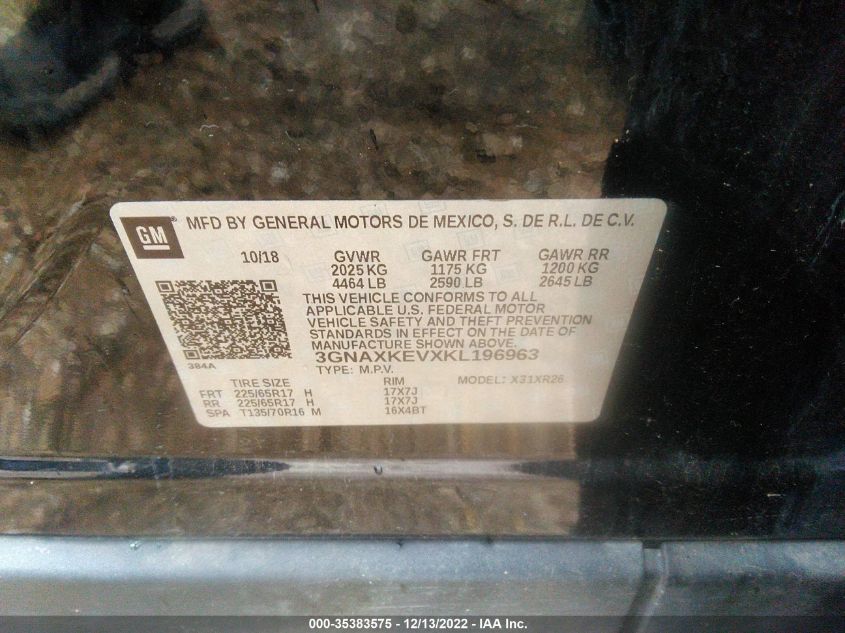 GM
MFD BY GENERAL MOTORS DE MEXICO, S. DE R.L. DE C.V.
10/18 GVWR GAWR FRT GAWR RR
2025 KG 1175 KG 1200 KG
4464 LB 2590 LB 2645 LB
THIS VEHICLE CONFORMS TO ALL
APPLICABLE U.S. FEDERAL MOTOR
VEHICLE SAFETY AND THEFT PREVENTION
STANDARDS IN EFFECT ON THE DATE OF
MANUFACTURE SHOWN ABOVE.
384A
3GNAXKEVXKL196963
TYPE: M.P.V. MODEL: X31XR26
TIRE SIZE RIM
FRT 225/65R17 H 17X7J
RR 225/65R17 H 17X7J
SPA T135/70R16 M 16X4BT
000-35383575 - 12/13/2022 - IAA Inc.